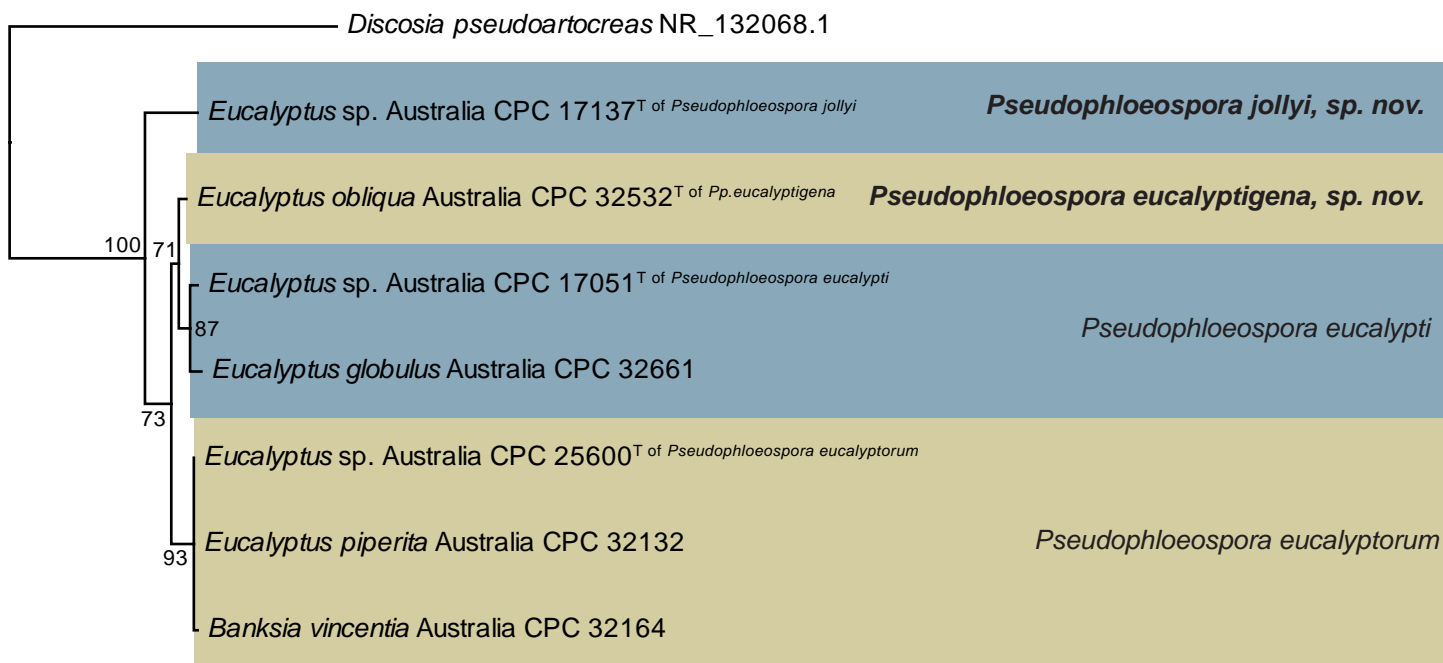 Discosia pseudoartocreas NR_132068.1
Eucalyptus sp. Australia CPC 17137T of Pseudophloeospora jollyi Pseudophloeospora jollyi, sp. nov.
Eucalyptus obliqua Australia CPC 32532T of Pp.eucalyptigena Pseudophloeospora eucalyptigena, sp. nov.
100 71
Eucalyptus sp. Australia CPC 17051T of Pseudophloeospora eucalypti
87 Pseudophloeospora eucalypti
Eucalyptus globulus Australia CPC 32661
73
Eucalyptus sp. Australia CPC 25600T of Pseudophloeospora eucalyptorum
Eucalyptus piperita Australia CPC 32132 Pseudophloeospora eucalyptorum
93
Banksia vincentia Australia CPC 32164